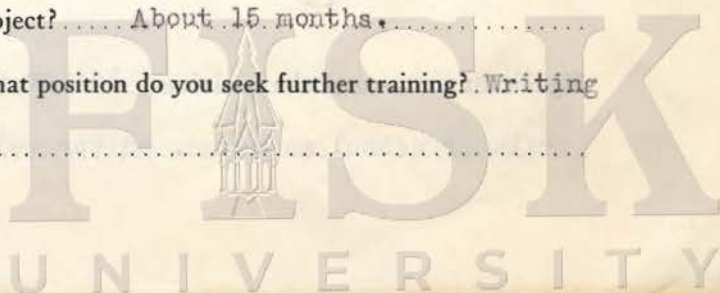 oject?..... About 15 months.................
hat position do you seek further training?.Writing
...........................................................
FISK
UNIVERSITY